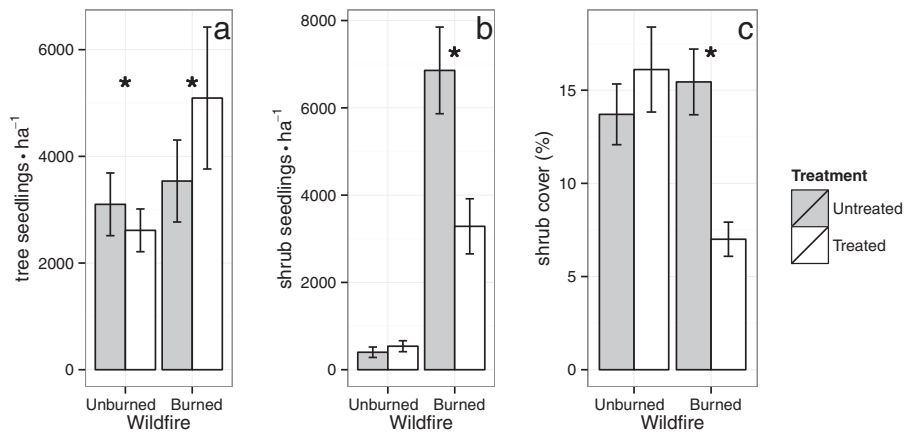 a
tree seedlings • ha⁻¹
6000
4000
2000
0
*
*
Unburned Burned
Wildfire
b
shrub seedlings • ha⁻¹
8000
6000
4000
2000
0
*
Unburned Burned
Wildfire
c
shrub cover (%)
15
10
5
0
*
Unburned Burned
Wildfire
Treatment
Untreated
Treated